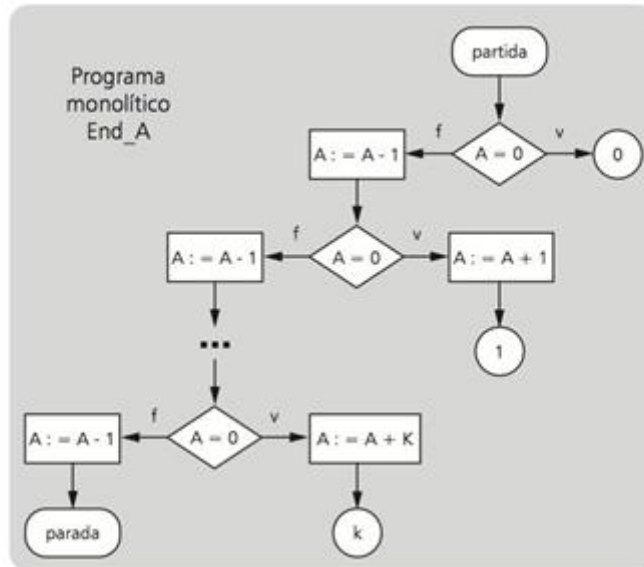 Programa
monolítico
End_A
partida
f
v
A : = A - 1
A = 0
0
f
v
A : = A - 1
A = 0
A : = A + 1
1
...
f
v
A : = A - 1
A = 0
A : = A + K
parada
k